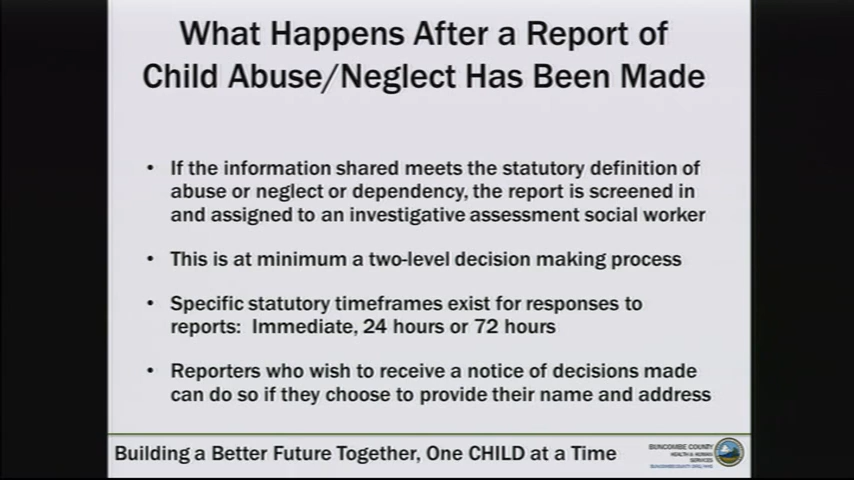 What Happens After a Report of
Child Abuse/Neglect Has Been Made
• If the information shared meets the statutory definition of
abuse or neglect or dependency, the report is screened in
and assigned to an investigative assessment social worker
• This is at minimum a two-level decision making process
• Specific statutory timeframes exist for responses to
reports: Immediate, 24 hours or 72 hours
• Reporters who wish to receive a notice of decisions made
can do so if they choose to provide their name and address
Building a Better Future Together, One CHILD at a Time
BUNCOMBE COUNTY
HEALTH & HUMAN
SERVICES